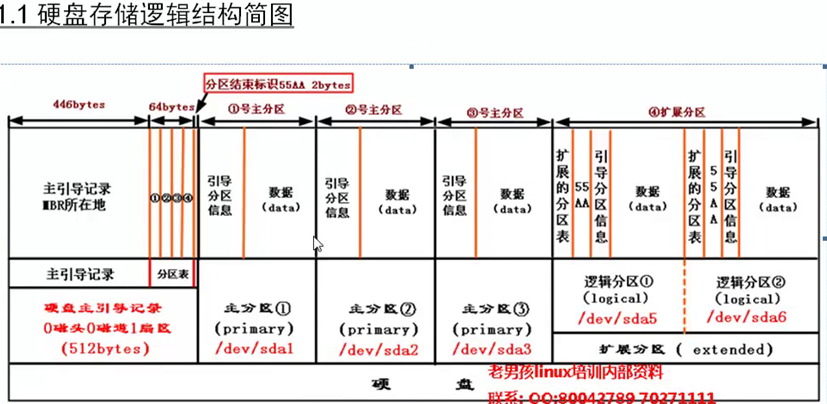 1.1 硬盘存储逻辑结构简图
分区结束标识55AA 2bytes
446bytes
64bytes
①号主分区
②号主分区
③号主分区
④扩展分区
主引导记录
MBR所在地
①②③④
引导
分区
信息
数据
(data)
引导
分区
信息
数据
(data)
引导
分区
信息
数据
(data)
扩展的分区表
55AA
引导分区信息
数据
(data)
扩展的分区表
55AA
引导分区信息
数据
(data)
主引导记录
分区表
硬盘主引导记录
0磁头0磁道1扇区
(512bytes)
主分区①
(primary)
/dev/sda1
主分区②
(primary)
/dev/sda2
主分区③
(primary)
/dev/sda3
逻辑分区①
(logical)
/dev/sda5
逻辑分区②
(logical)
/dev/sda6
扩展分区 ( extended)
硬 盘
老男孩linux培训内部资料
联系: QQ:80042789 70271111